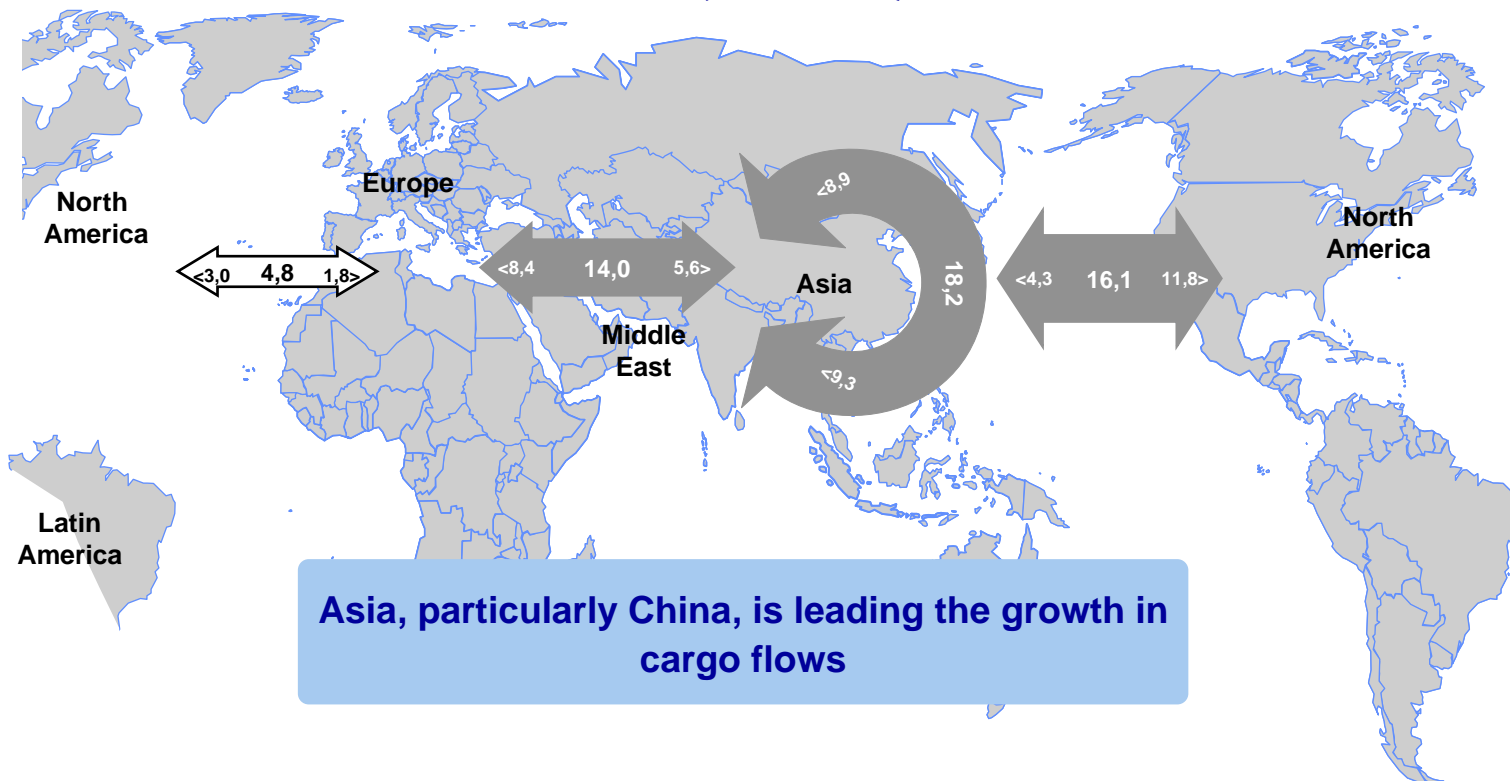 Europe
North
America
North
America
<3,0 4,8 1,8>
<8,4 14,0 5,6>
<8,9
18,2
<9,3
Asia
<4,3 16,1 11,8>
Middle
East
Latin
America
Asia, particularly China, is leading the growth in
cargo flows